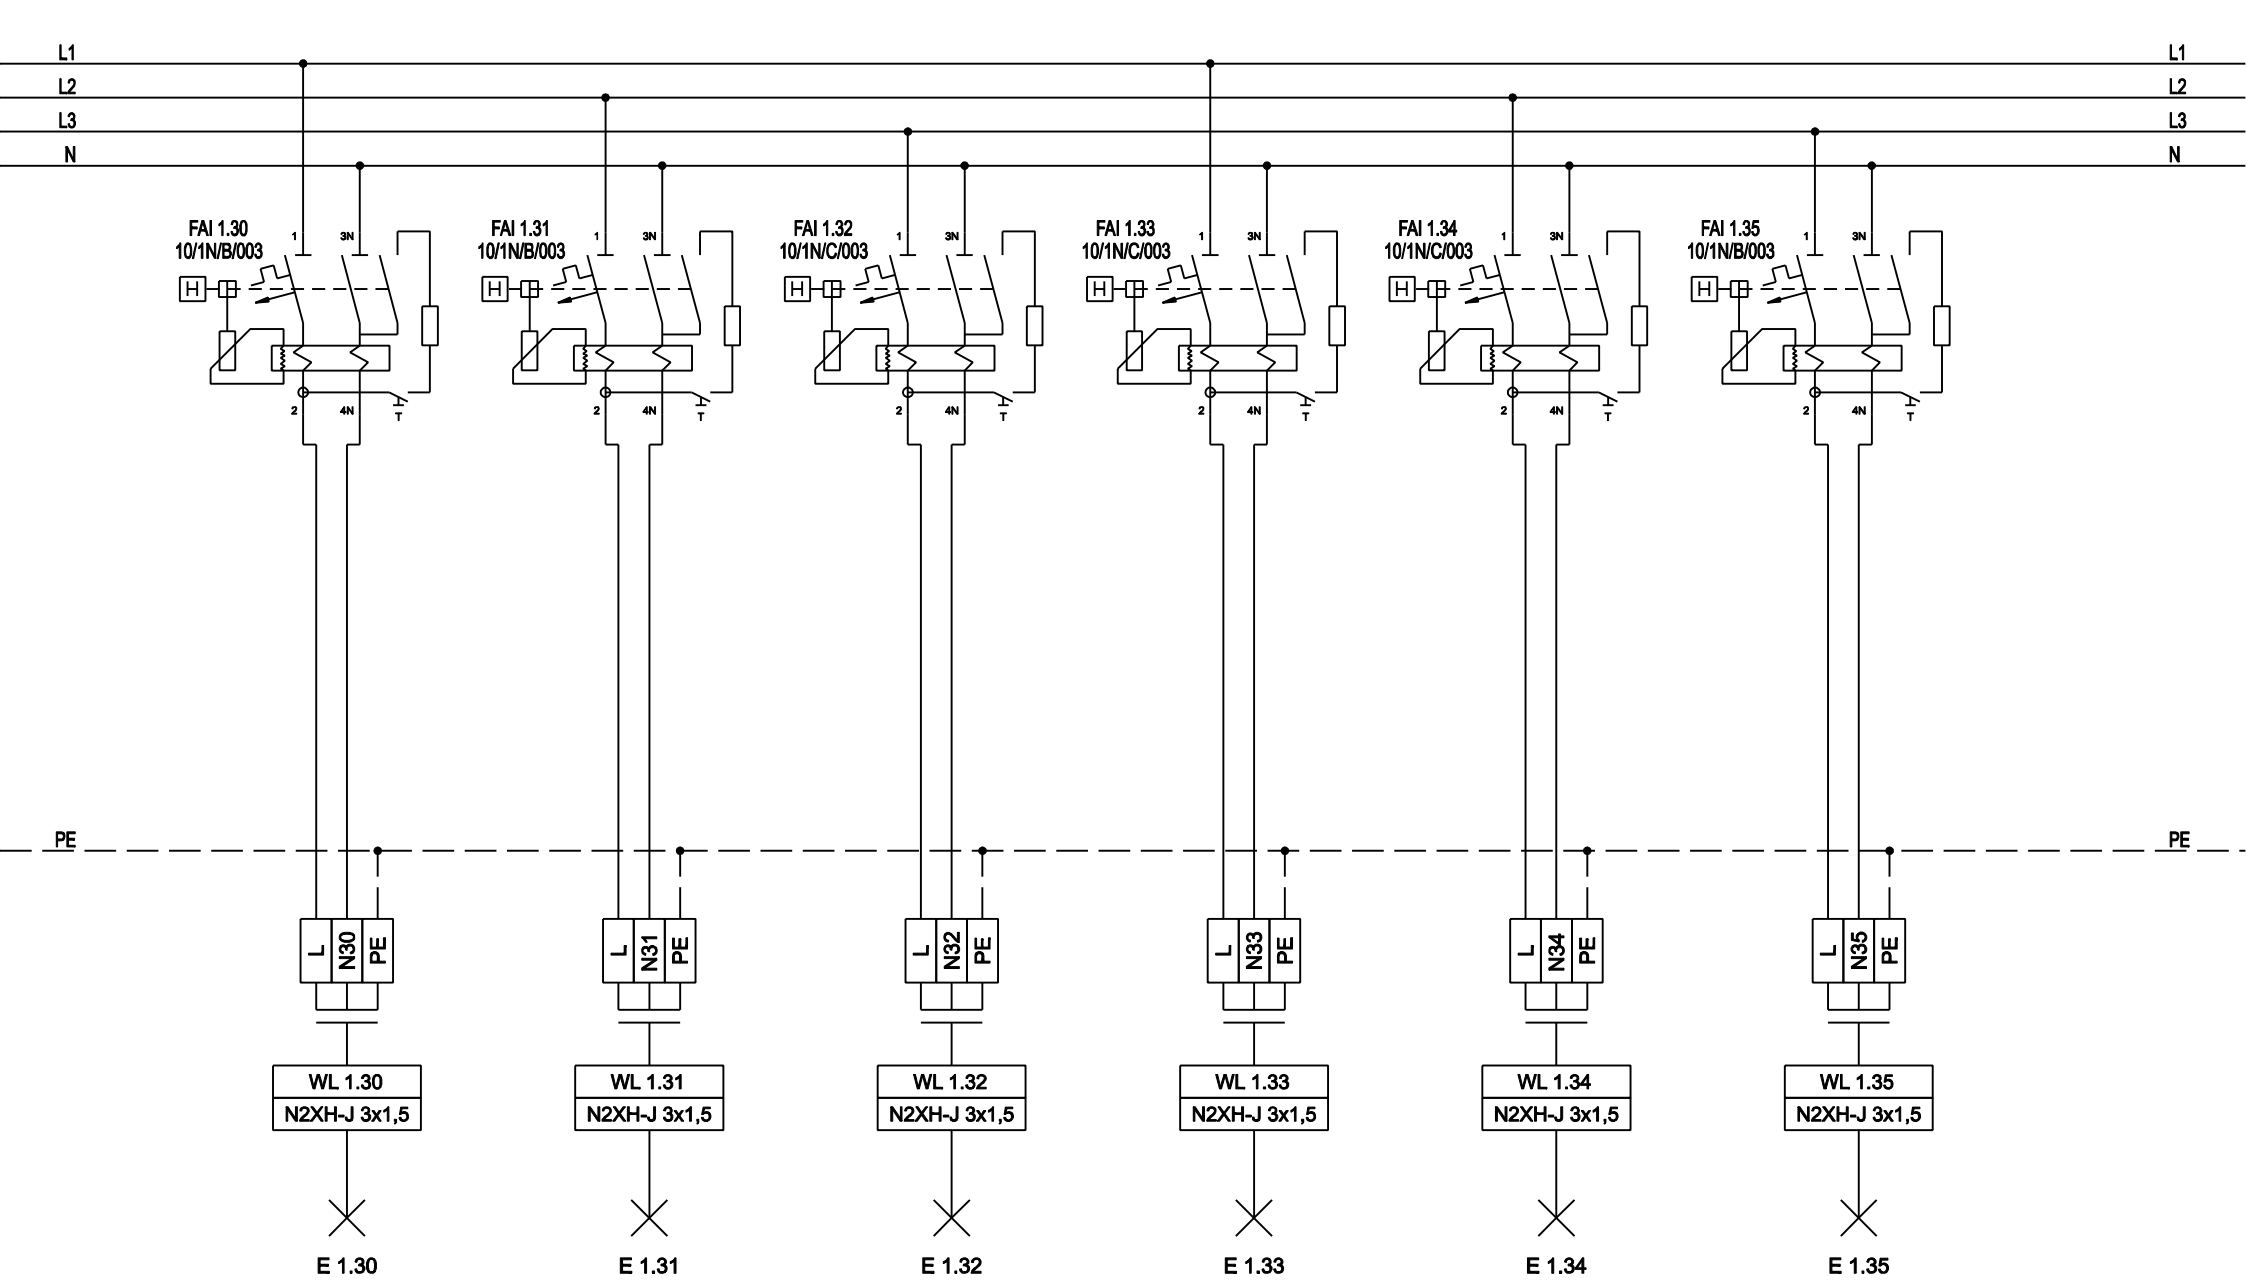 L1 L1
L2 L2
L3 L3
N N
FAI 1.30 FAI 1.31 FAI 1.32 FAI 1.33 FAI 1.34 FAI 1.35
1 3N 1 3N 1 3N 1 3N 1 3N 1 3N
10/1N/B/003 10/1N/B/003 10/1N/C/003 10/1N/C/003 10/1N/C/003 10/1N/B/003
H H H H H H
2 4N T 2 4N T 2 4N T 2 4N T 2 4N T 2 4N T
PE PE
L N30 PE L N31 PE L N32 PE L N33 PE L N34 PE L N35 PE
WL 1.30 WL 1.31 WL 1.32 WL 1.33 WL 1.34 WL 1.35
N2XH-J 3x1,5 N2XH-J 3x1,5 N2XH-J 3x1,5 N2XH-J 3x1,5 N2XH-J 3x1,5 N2XH-J 3x1,5
E 1.30 E 1.31 E 1.32 E 1.33 E 1.34 E 1.35